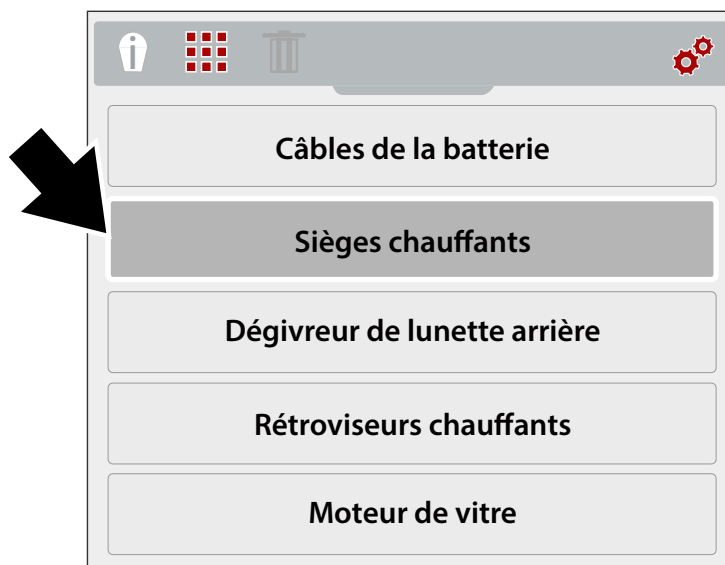 Câbles de la batterie
Sièges chauffants
Dégivreur de lunette arrière
Rétroviseurs chauffants
Moteur de vitre